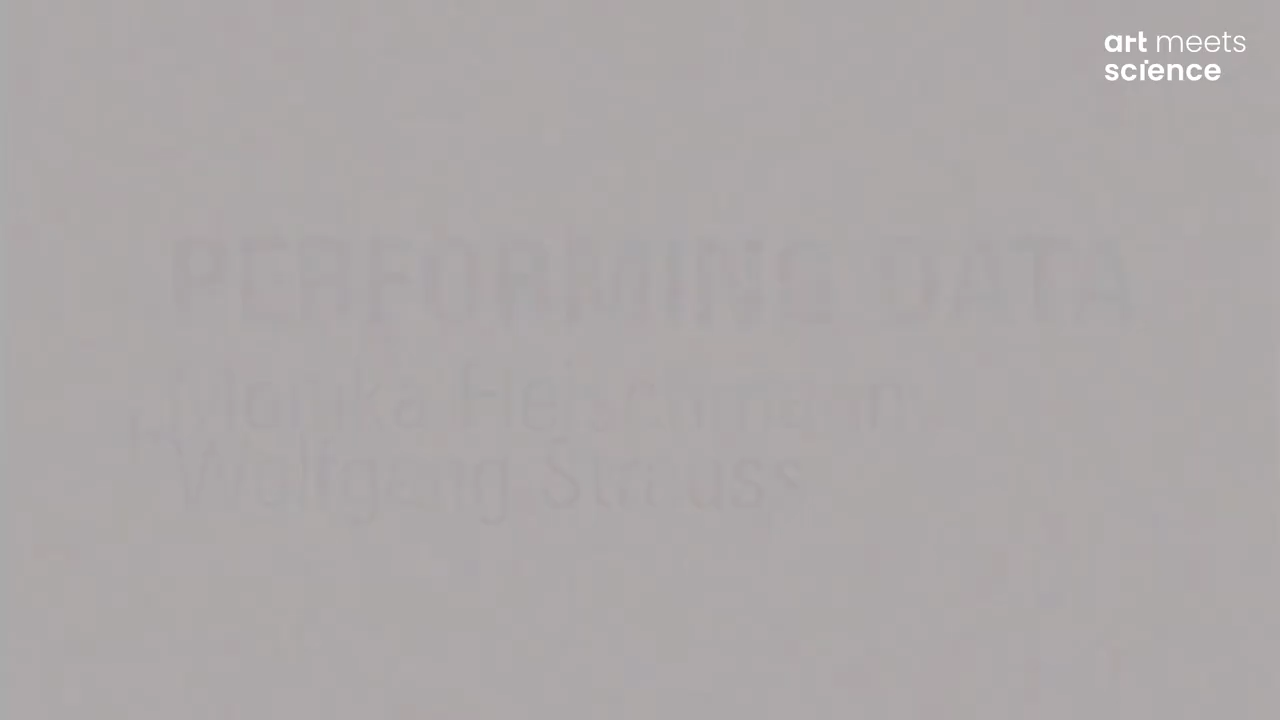 art meets
science
PERFORMING DATA
Monika Fleischmann
Wolfgang Strauss